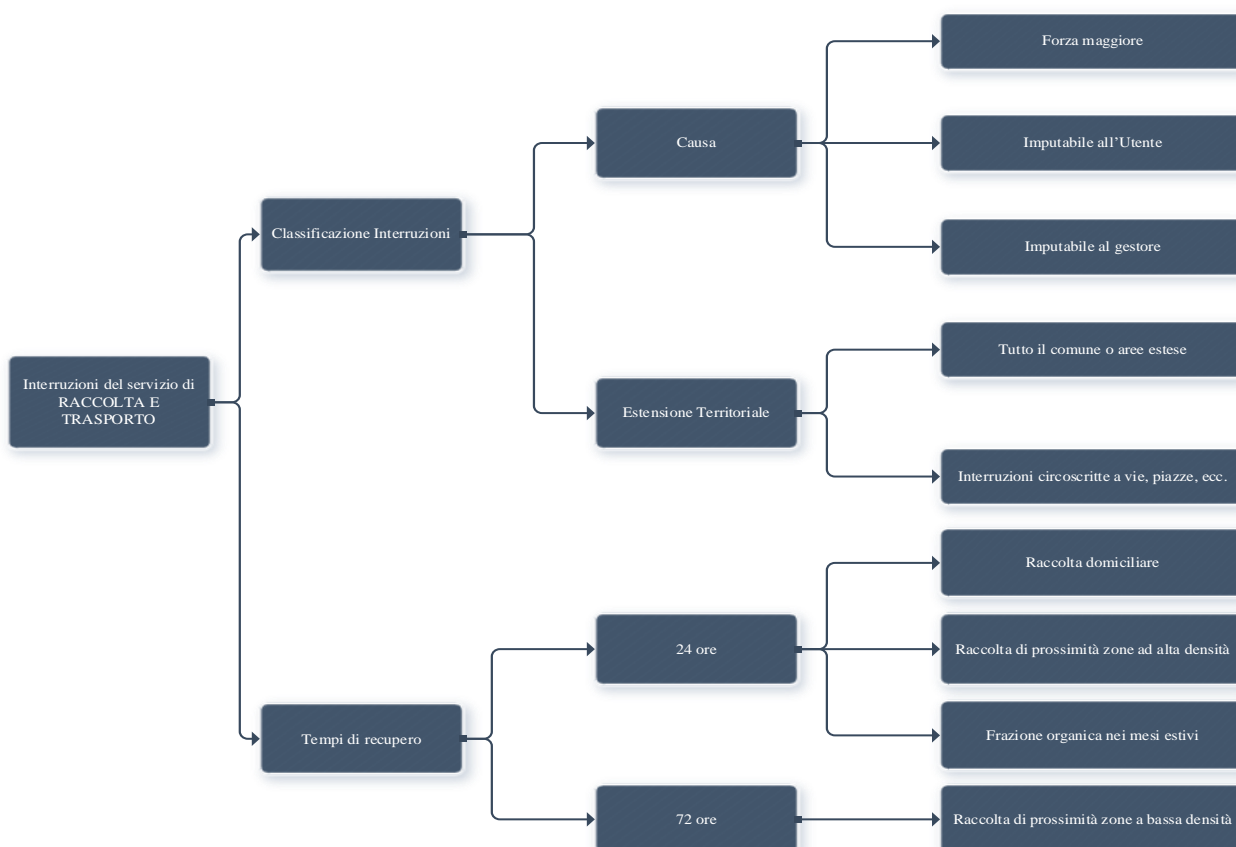 Interruzioni del servizio di
RACCOLTA E
TRASPORTO
Classificazione Interruzioni
Causa
Forza maggiore
Imputabile all’Utente
Imputabile al gestore
Estensione Territoriale
Tutto il comune o aree estese
Interruzioni circoscritte a vie, piazze, ecc.
Tempi di recupero
24 ore
Raccolta domiciliare
Raccolta di prossimità zone ad alta densità
Frazione organica nei mesi estivi
72 ore
Raccolta di prossimità zone a bassa densità